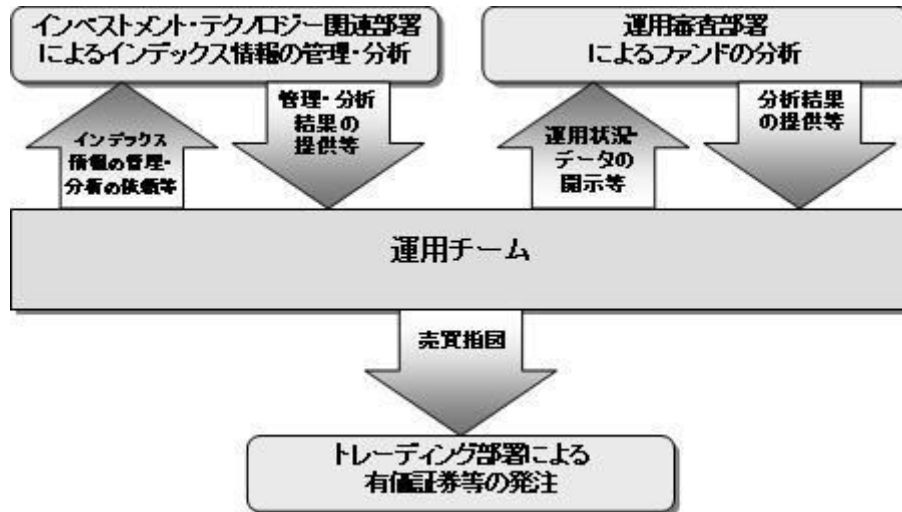 インベストメント・テクノロジー関連部署
によるインデックス情報の管理・分析
運用審査部署
によるファンドの分析
インデックス
情報の管理・
分析の依頼等
管理・分析
結果の
提供等
運用状況・
データの
開示等
分析結果
の提供等
運用チーム
売買指図
トレーディング部署による
有価証券等の発注